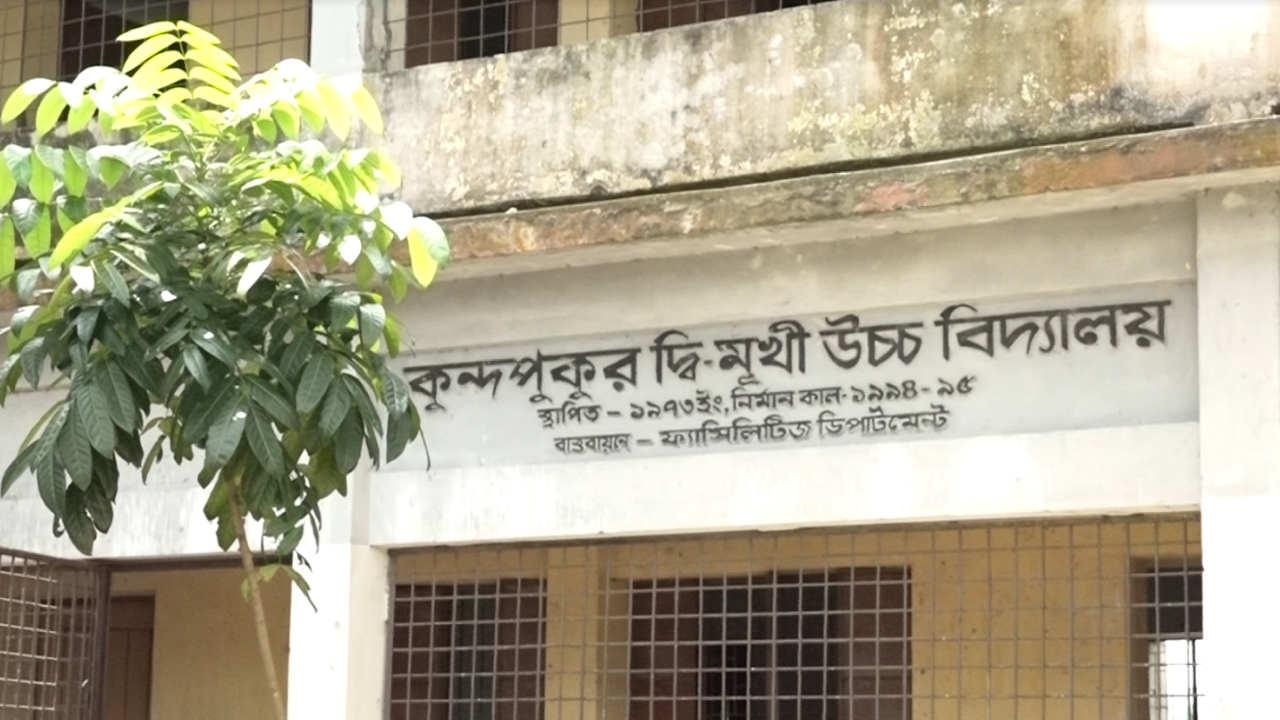 কুন্দপুকুর দ্বি-মূখী উচ্চ বিদ্যালয়
স্থাপিত - ১৯৭৩ইং, নির্মান কাল-১৯৯৪-৯৫
বাস্তবায়নে - ফ্যাসিলিটিজ ডিপার্টমেন্ট